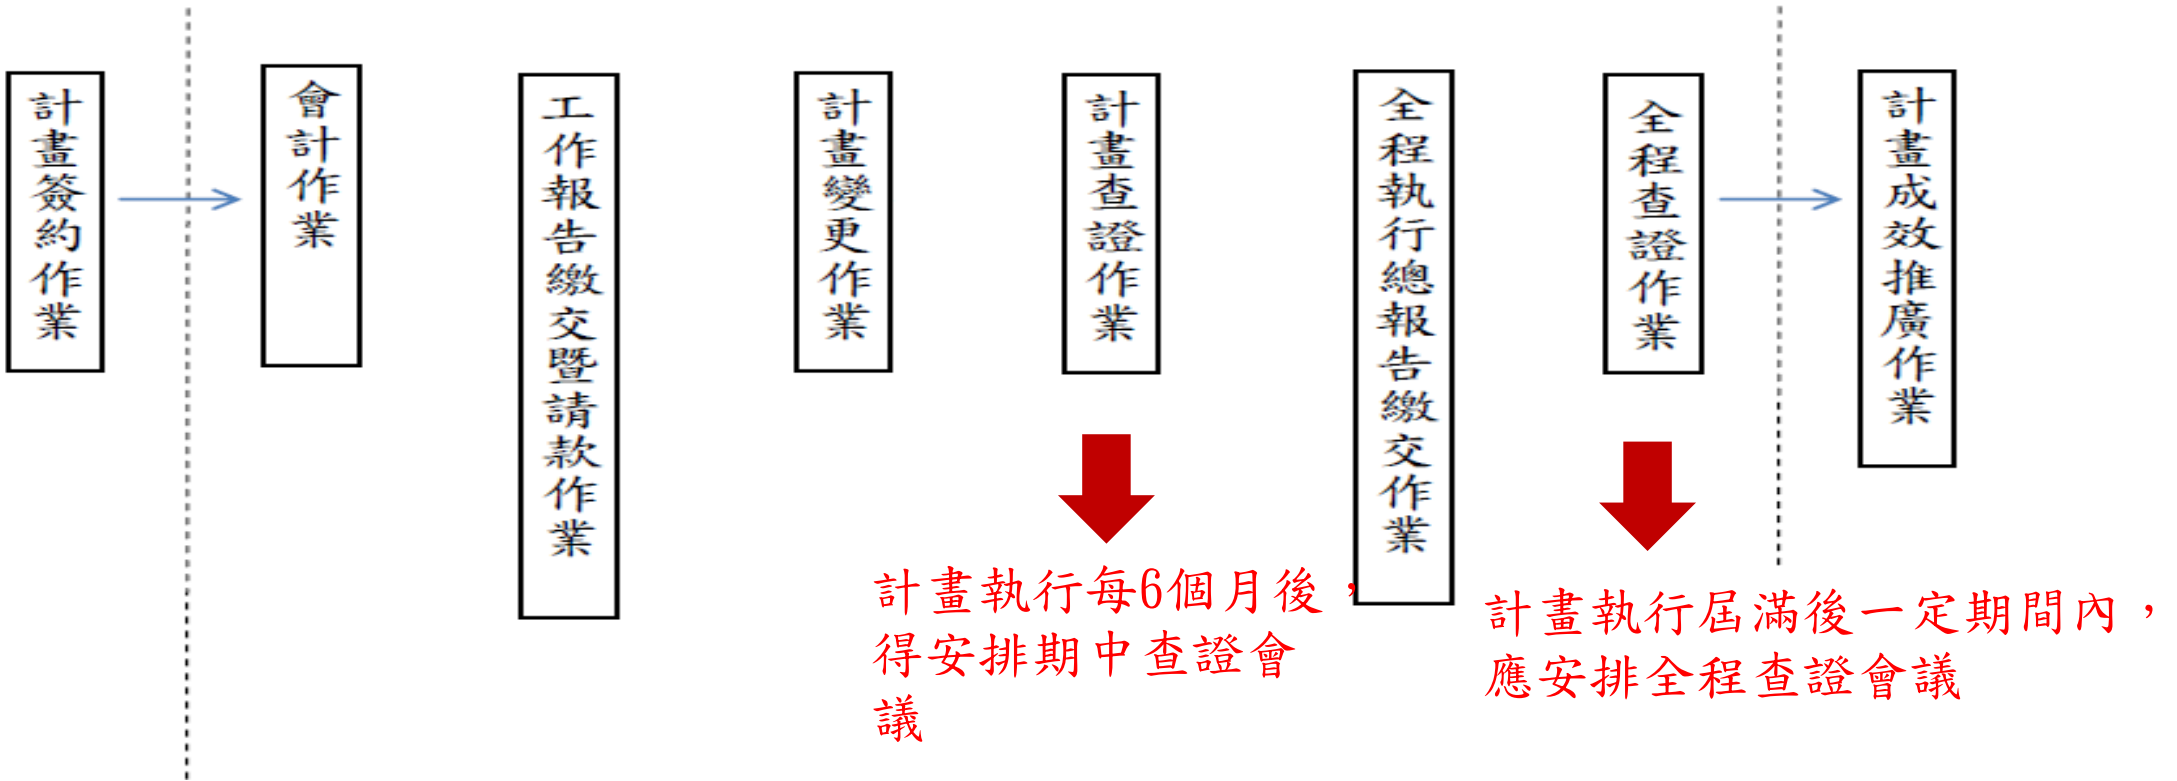 計畫簽約作業
會計作業
工作報告繳交暨請款作業
計畫變更作業
計畫查證作業
全程執行總報告繳交作業
全程查證作業
計畫成效推廣作業
計畫執行每6個月後，
得安排期中查證會
議
計畫執行屆滿後一定期間內，
應安排全程查證會議